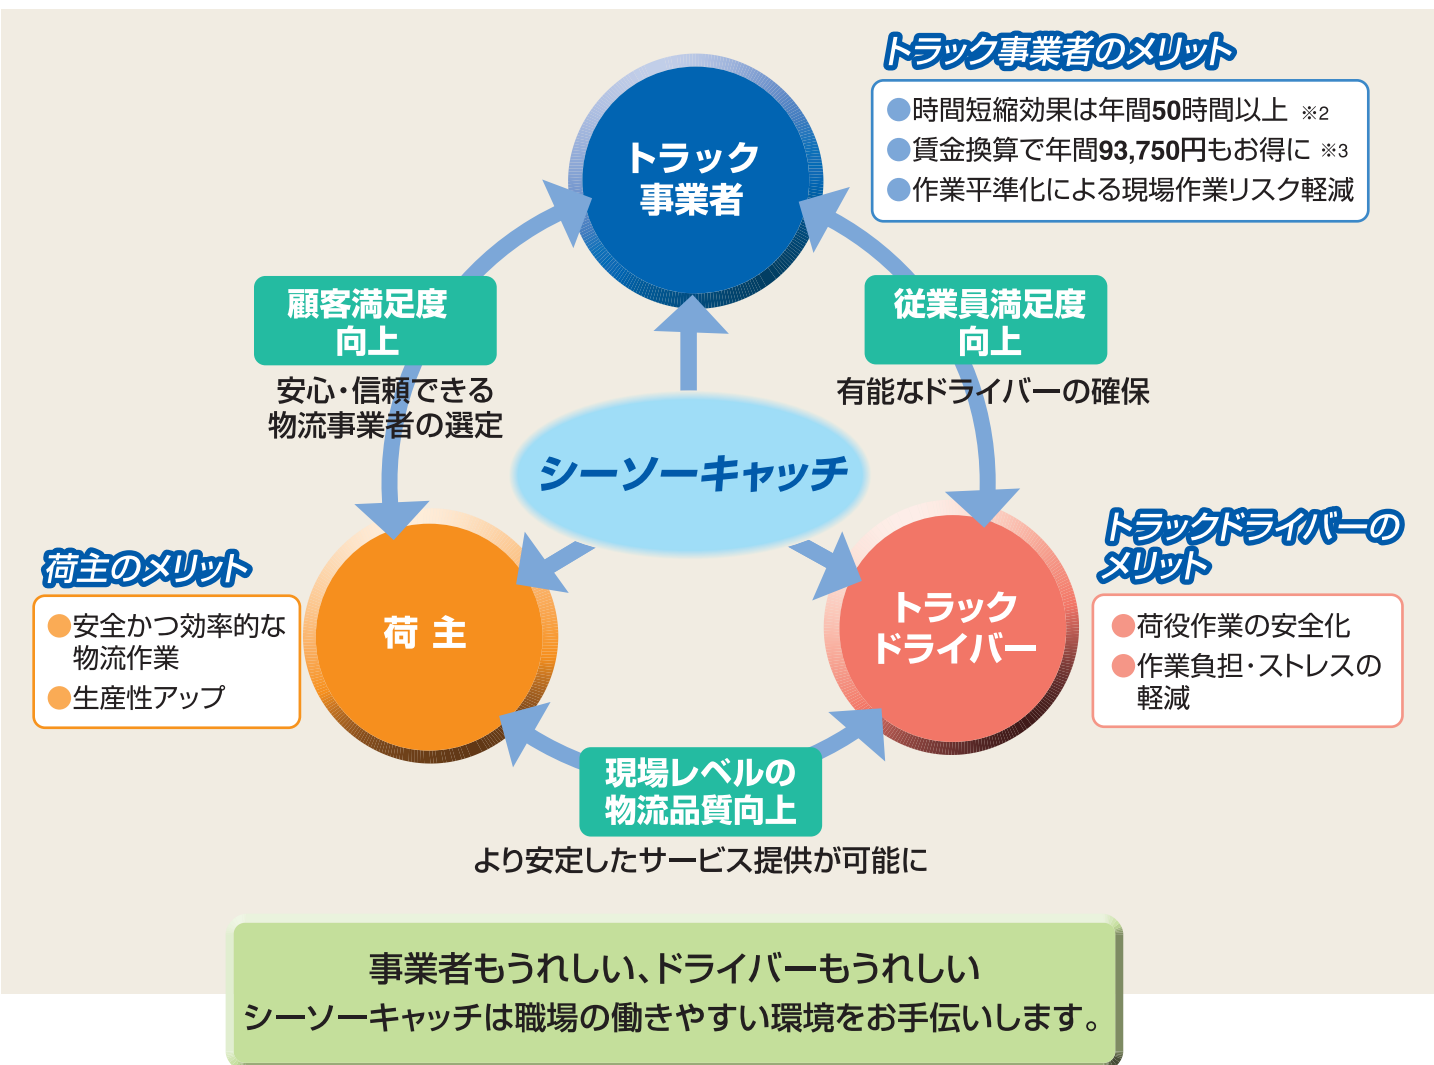 トラック事業者のメリット
●時間短縮効果は年間50時間以上 ※2
●賃金換算で年間93,750円もお得に ※3
●作業平準化による現場作業リスク軽減
トラック
事業者
顧客満足度
向上
安心・信頼できる
物流事業者の選定
従業員満足度
向上
有能なドライバーの確保
シーソーキャッチ
荷主のメリット
●安全かつ効率的な
物流作業
●生産性アップ
荷 主
トラック
ドライバー
トラックドライバーの
メリット
●荷役作業の安全化
●作業負担・ストレスの
軽減
現場レベルの
物流品質向上
より安定したサービス提供が可能に
事業者もうれしい、ドライバーもうれしい
シーソーキャッチは職場の働きやすい環境をお手伝いします。